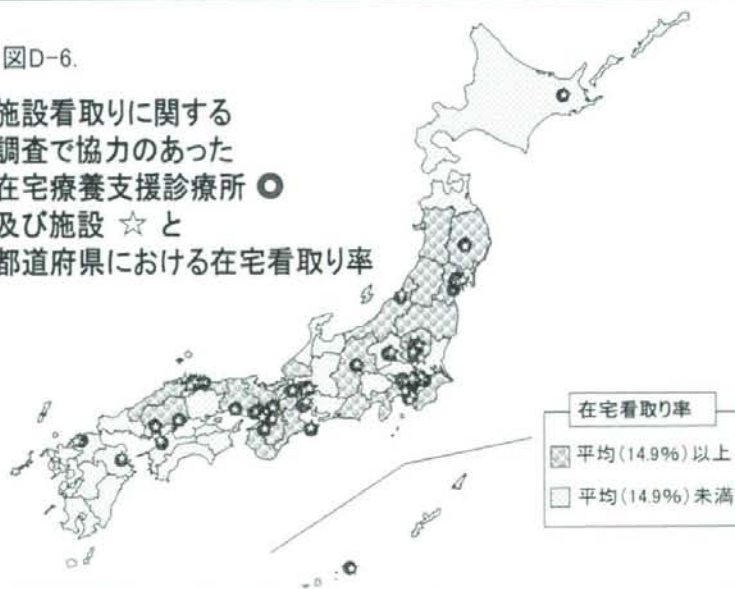 図D-6.
施設看取りに関する
調査で協力のあった
在宅療養支援診療所 ◎
及び施設 ☆ と
都道府県における在宅看取り率
在宅看取り率
平均(14.9%)以上
平均(14.9%)未満